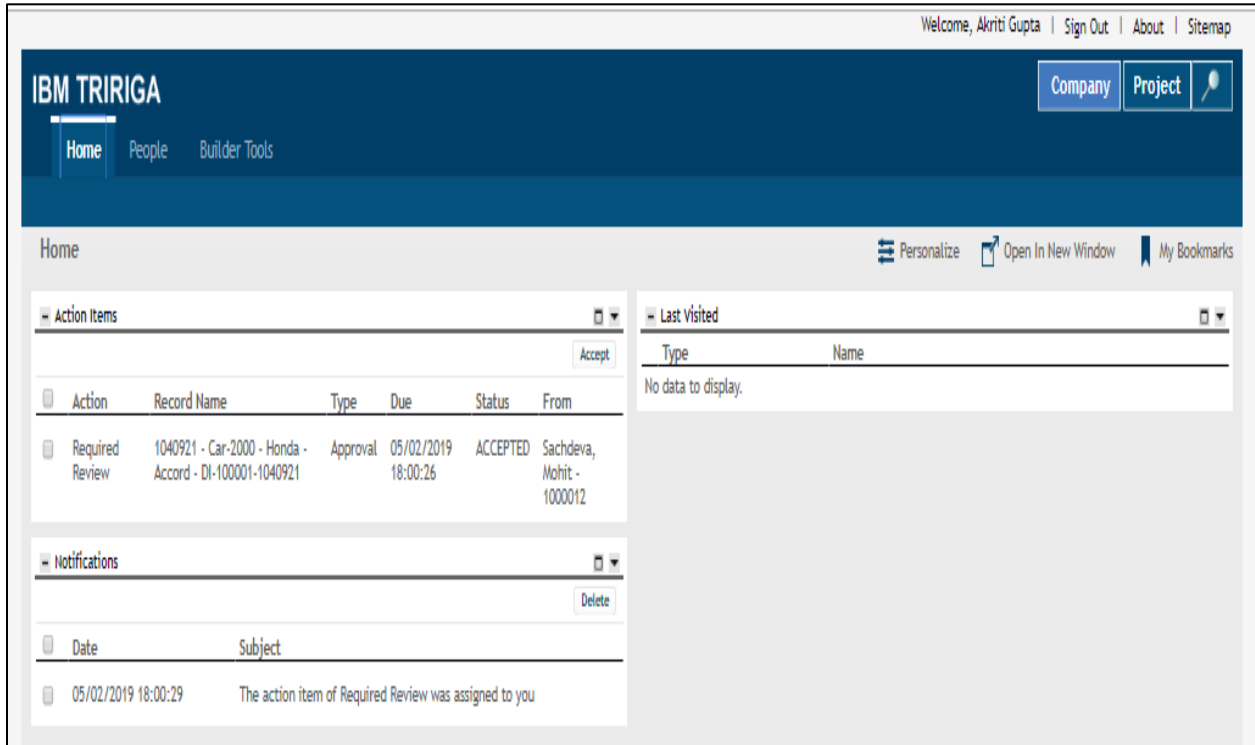 Welcome, Akriti Gupta | Sign Out | About | Sitemap
IBM TRIRIGA
Company Project
Home People Builder Tools
Home
Personalize Open In New Window My Bookmarks
- Action Items
Accept
Action Record Name Type Due Status From
Required 1040921 - Car-2000 - Honda - Approval 05/02/2019 ACCEPTED Sachdeva,
Review Accord - DI-100001-1040921 18:00:26 Mohit -
1000012
- Notifications
Delete
Date Subject
05/02/2019 18:00:29 The action item of Required Review was assigned to you
- Last Visited
Type Name
No data to display.